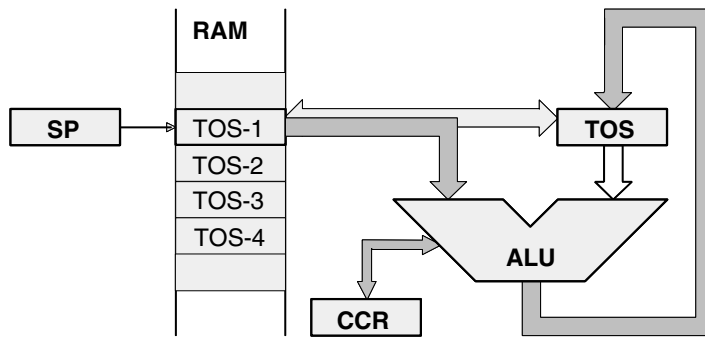 RAM
SP
TOS-1
TOS
TOS-2
TOS-3
TOS-4
ALU
CCR